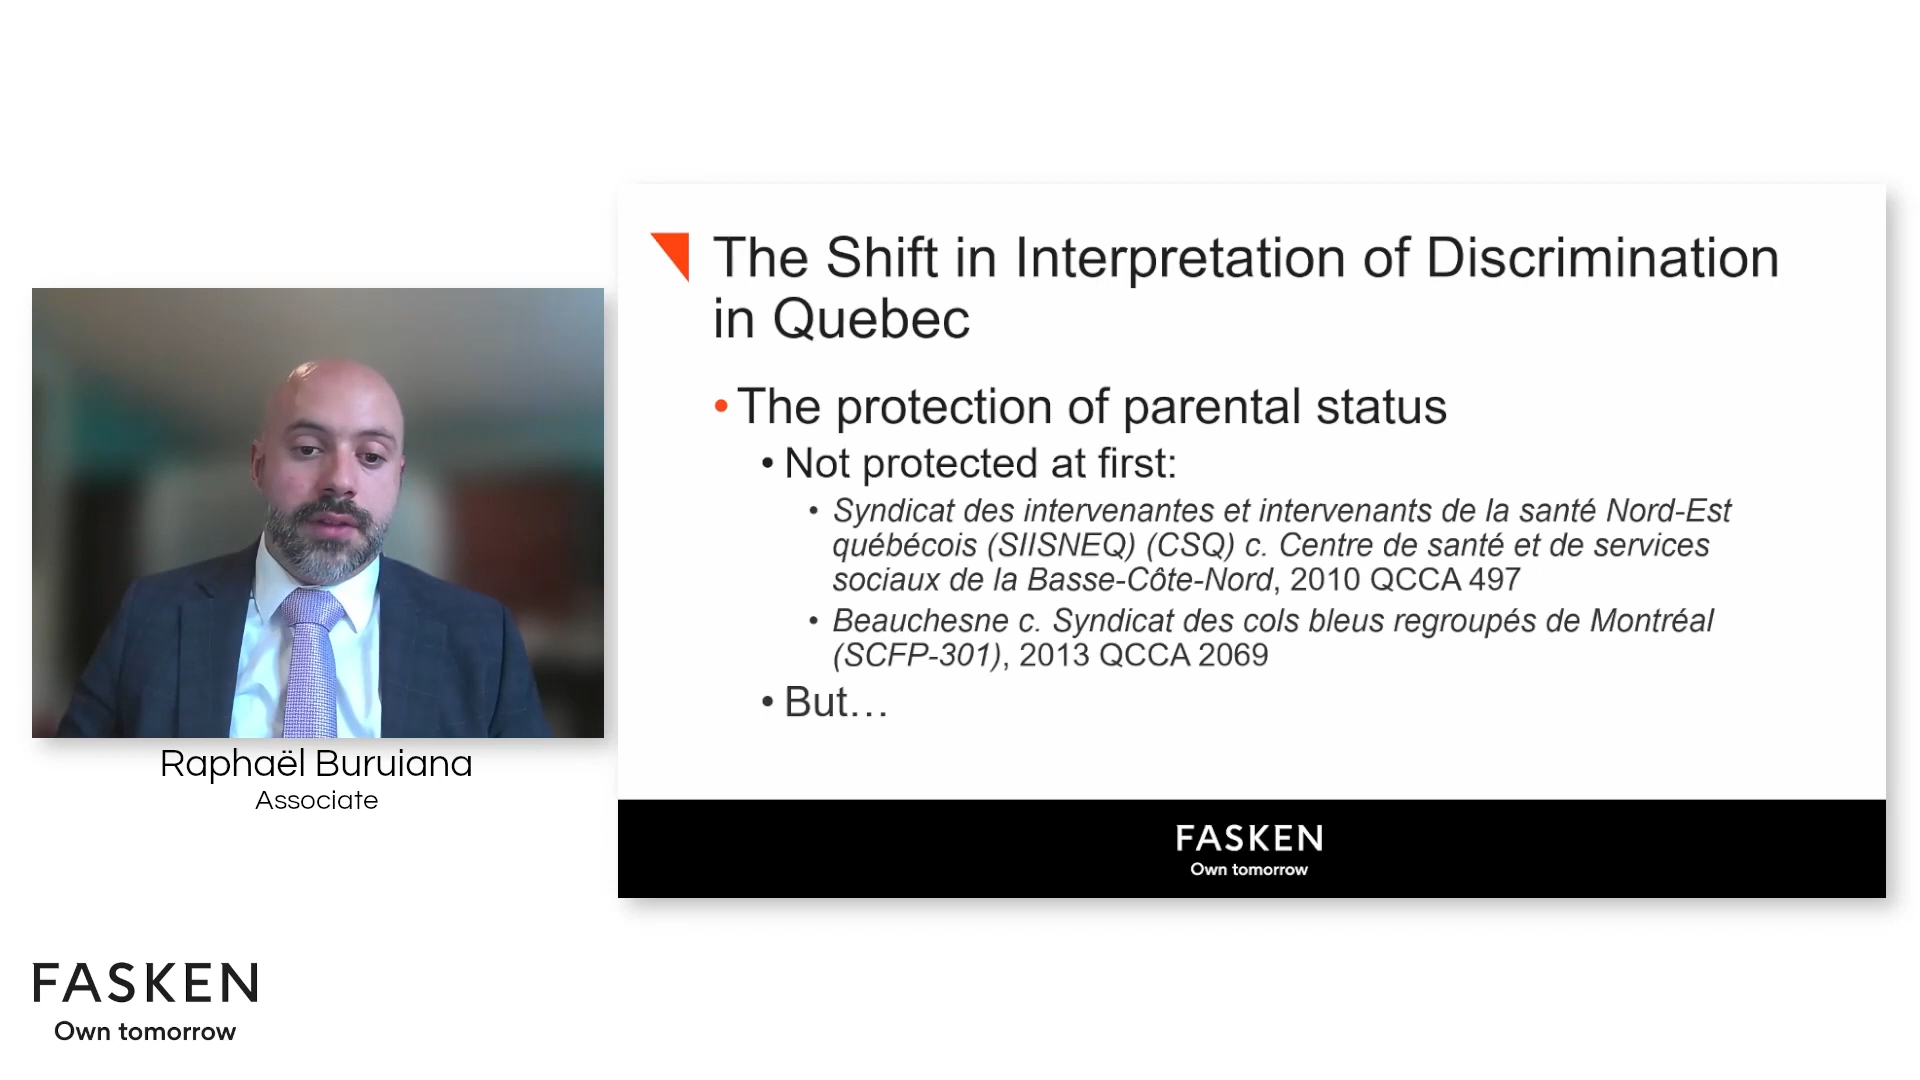 The Shift in Interpretation of Discrimination
in Quebec
• The protection of parental status
• Not protected at first:
• Syndicat des intervenantes et intervenants de la santé Nord-Est
québécois (SIISNEQ) (CSQ) c. Centre de santé et de services
sociaux de la Basse-Côte-Nord, 2010 QCCA 497
• Beauchesne c. Syndicat des cols bleus regroupés de Montréal
(SCFP-301), 2013 QCCA 2069
• But…
FASKEN
Own tomorrow
Raphaël Buruiana
Associate
FASKEN
Own tomorrow